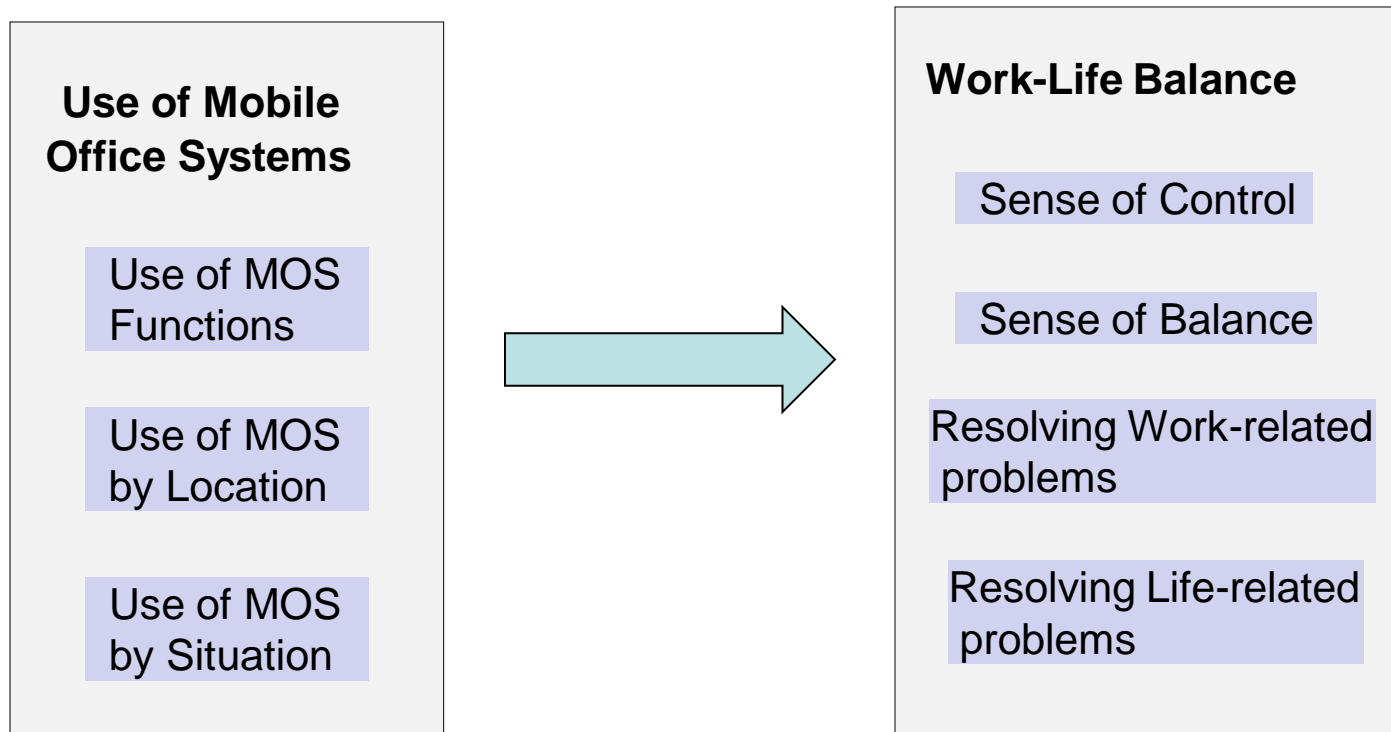 Use of Mobile
Office Systems
Use of MOS
Functions
Use of MOS
by Location
Use of MOS
by Situation
Work-Life Balance
Sense of Control
Sense of Balance
Resolving Work-related
problems
Resolving Life-related
problems